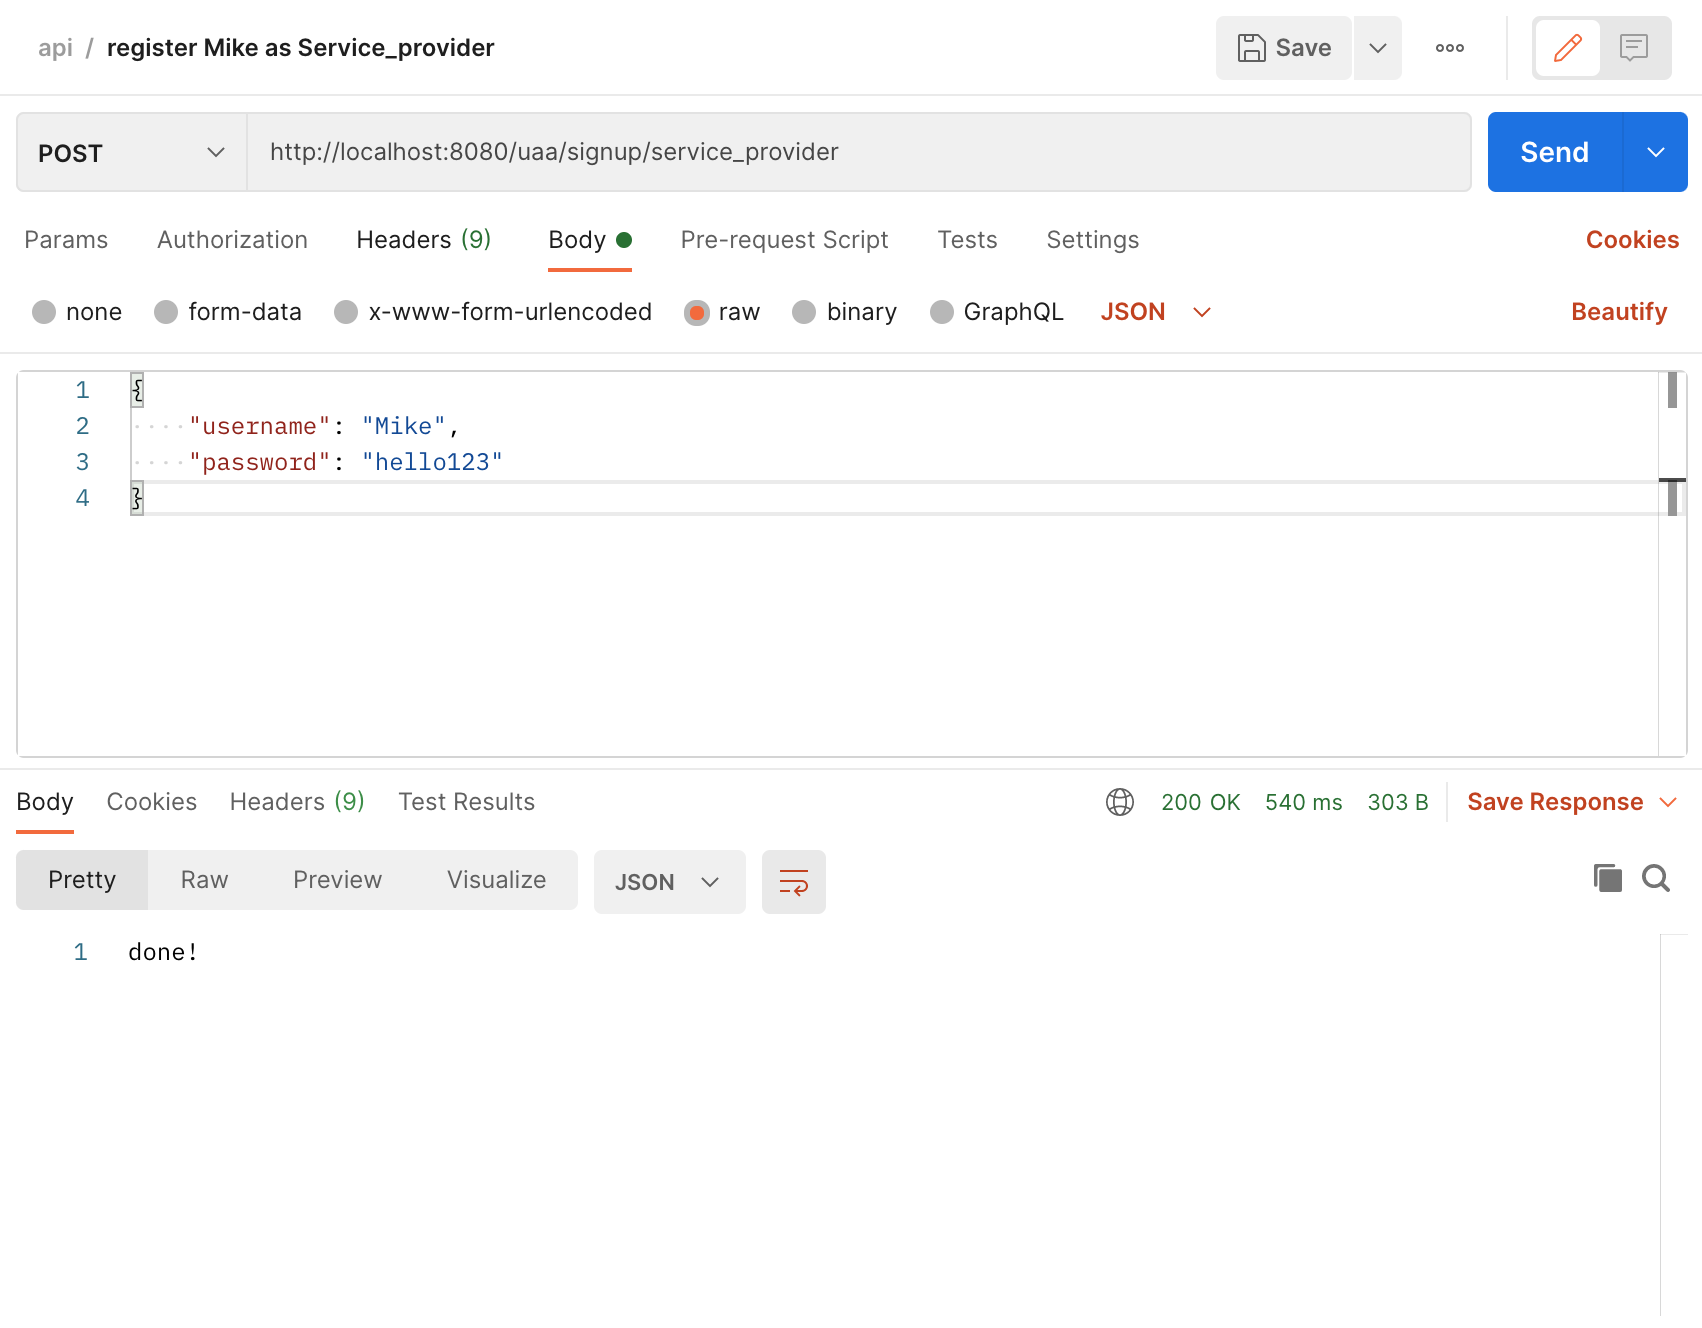 api / register Mike as Service_provider
Save
POST
http://localhost:8080/uaa/signup/service_provider
Send
Params Authorization Headers (9) Body Pre-request Script Tests Settings Cookies
none form-data x-www-form-urlencoded raw binary GraphQL JSON Beautify
1 {
2 "username": "Mike",
3 "password": "hello123"
4 }
Body Cookies Headers (9) Test Results 200 OK 540 ms 303 B Save Response
Pretty Raw Preview Visualize JSON
1 done!